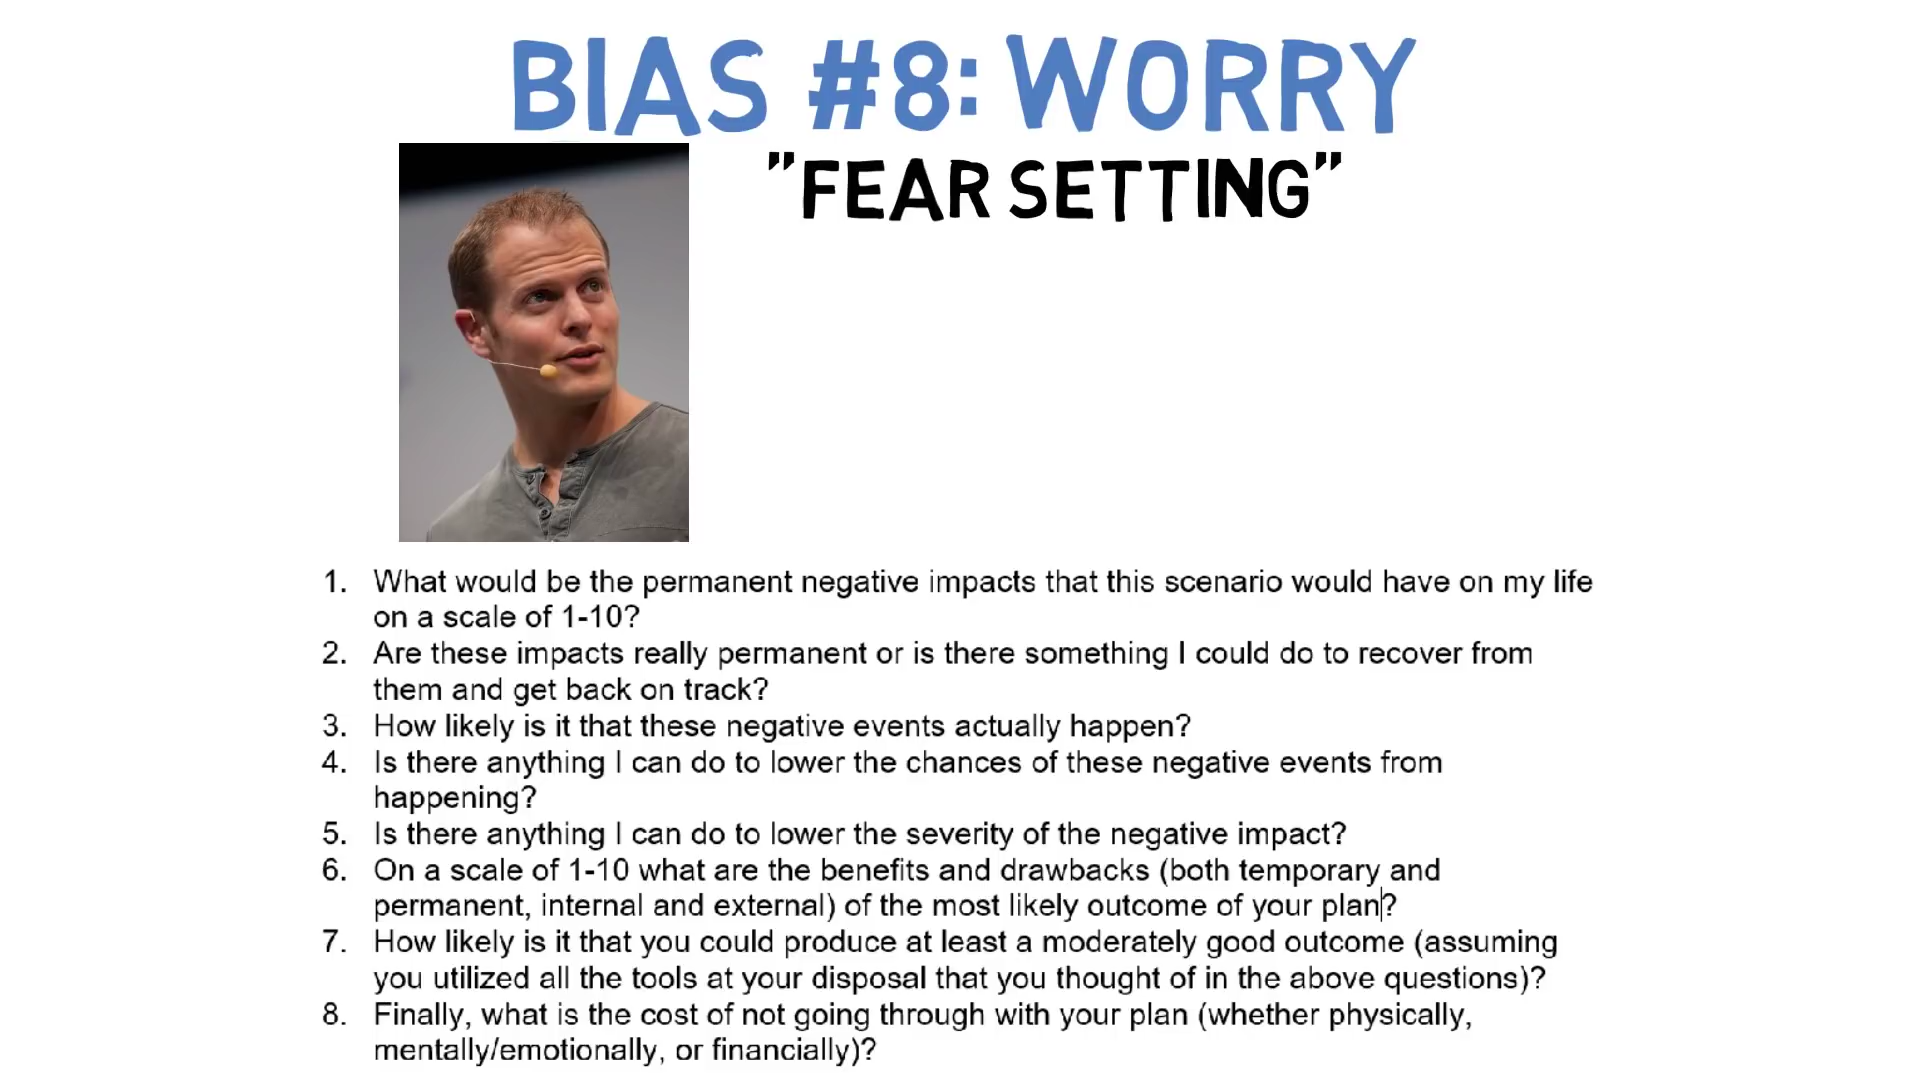 BIAS #8: WORRY
"FEAR SETTING"
1. What would be the permanent negative impacts that this scenario would have on my life
on a scale of 1-10?
2. Are these impacts really permanent or is there something I could do to recover from
them and get back on track?
3. How likely is it that these negative events actually happen?
4. Is there anything I can do to lower the chances of these negative events from
happening?
5. Is there anything I can do to lower the severity of the negative impact?
6. On a scale of 1-10 what are the benefits and drawbacks (both temporary and
permanent, internal and external) of the most likely outcome of your plan?
7. How likely is it that you could produce at least a moderately good outcome (assuming
you utilized all the tools at your disposal that you thought of in the above questions)?
8. Finally, what is the cost of not going through with your plan (whether physically,
mentally/emotionally, or financially)?